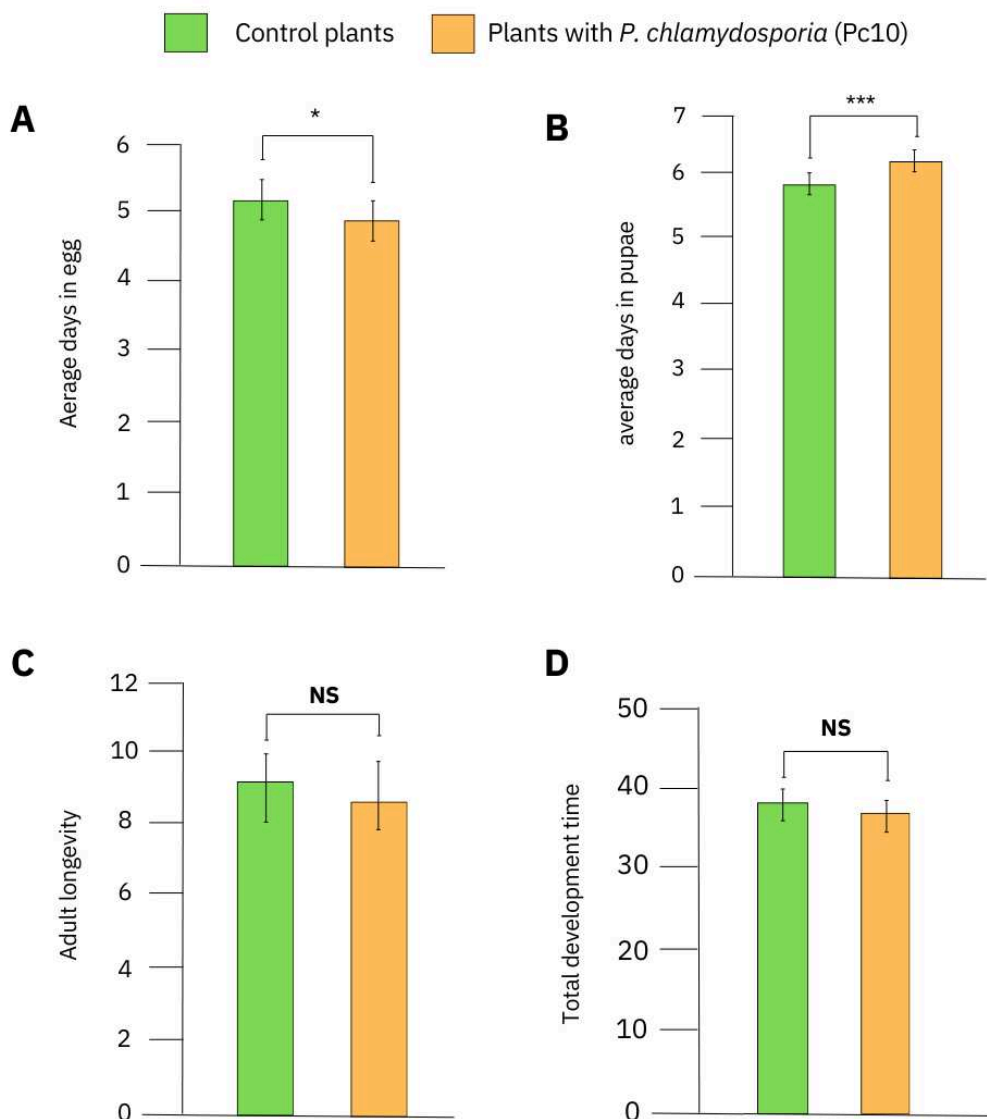 Control plants
Plants with P. chlamydosporia (Pc10)
A
*
6
5
4
3
2
1
0
Aerage days in egg
B
***
7
6
5
4
3
2
1
0
average days in pupae
C
NS
12
10
8
6
4
2
0
Adult longevity
D
NS
50
40
30
20
10
0
Total development time